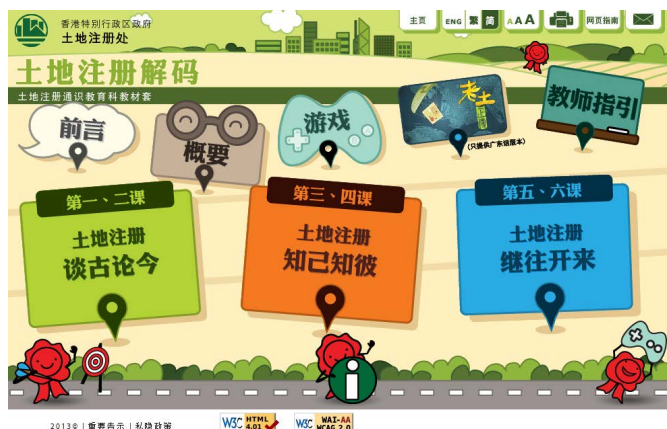 香港特别行政区政府
土地注册处
主页
ENG 繁 简
A A A
网页指南
土地注册解码
土地注册通识教育科教材套
前言
概要
游戏
老土
(只提供广东话版本)
教师指引
第一、二课
土地注册
谈古论今
第三、四课
土地注册
知己知彼
第五、六课
土地注册
继往开来
2013© | 重要告示 | 私隐政策
W3C HTML 4.01
W3C WAI-AA WCAG 2.0